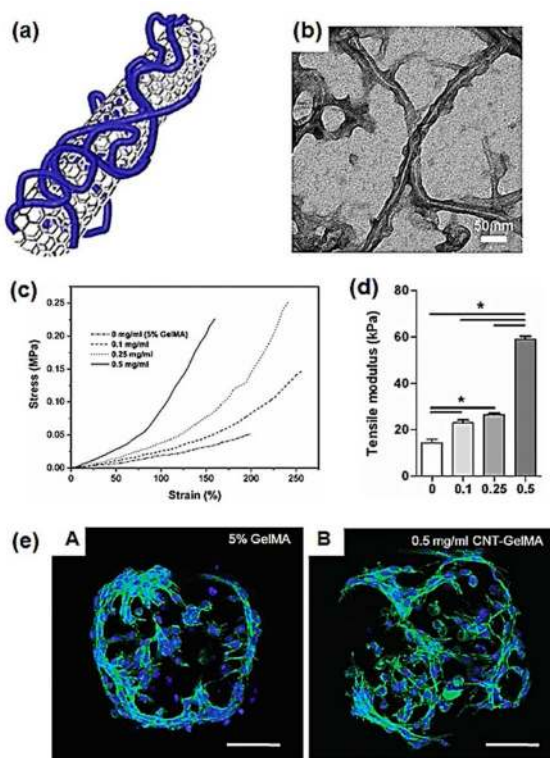 (a)
(b)
50 nm
(c)
0 mg/ml (5% GelMA)
0.1 mg/ml
0.25 mg/ml
0.5 mg/ml
Stress (MPa)
0.25
0.20
0.15
0.10
0.05
0.00
0 50 100 150 200 250
Strain (%)
(d)
Tensile modulus (kPa)
80
60
40
20
0
*
*
0 0.1 0.25 0.5
(e)
A
5% GelMA
B
0.5 mg/ml CNT-GelMA